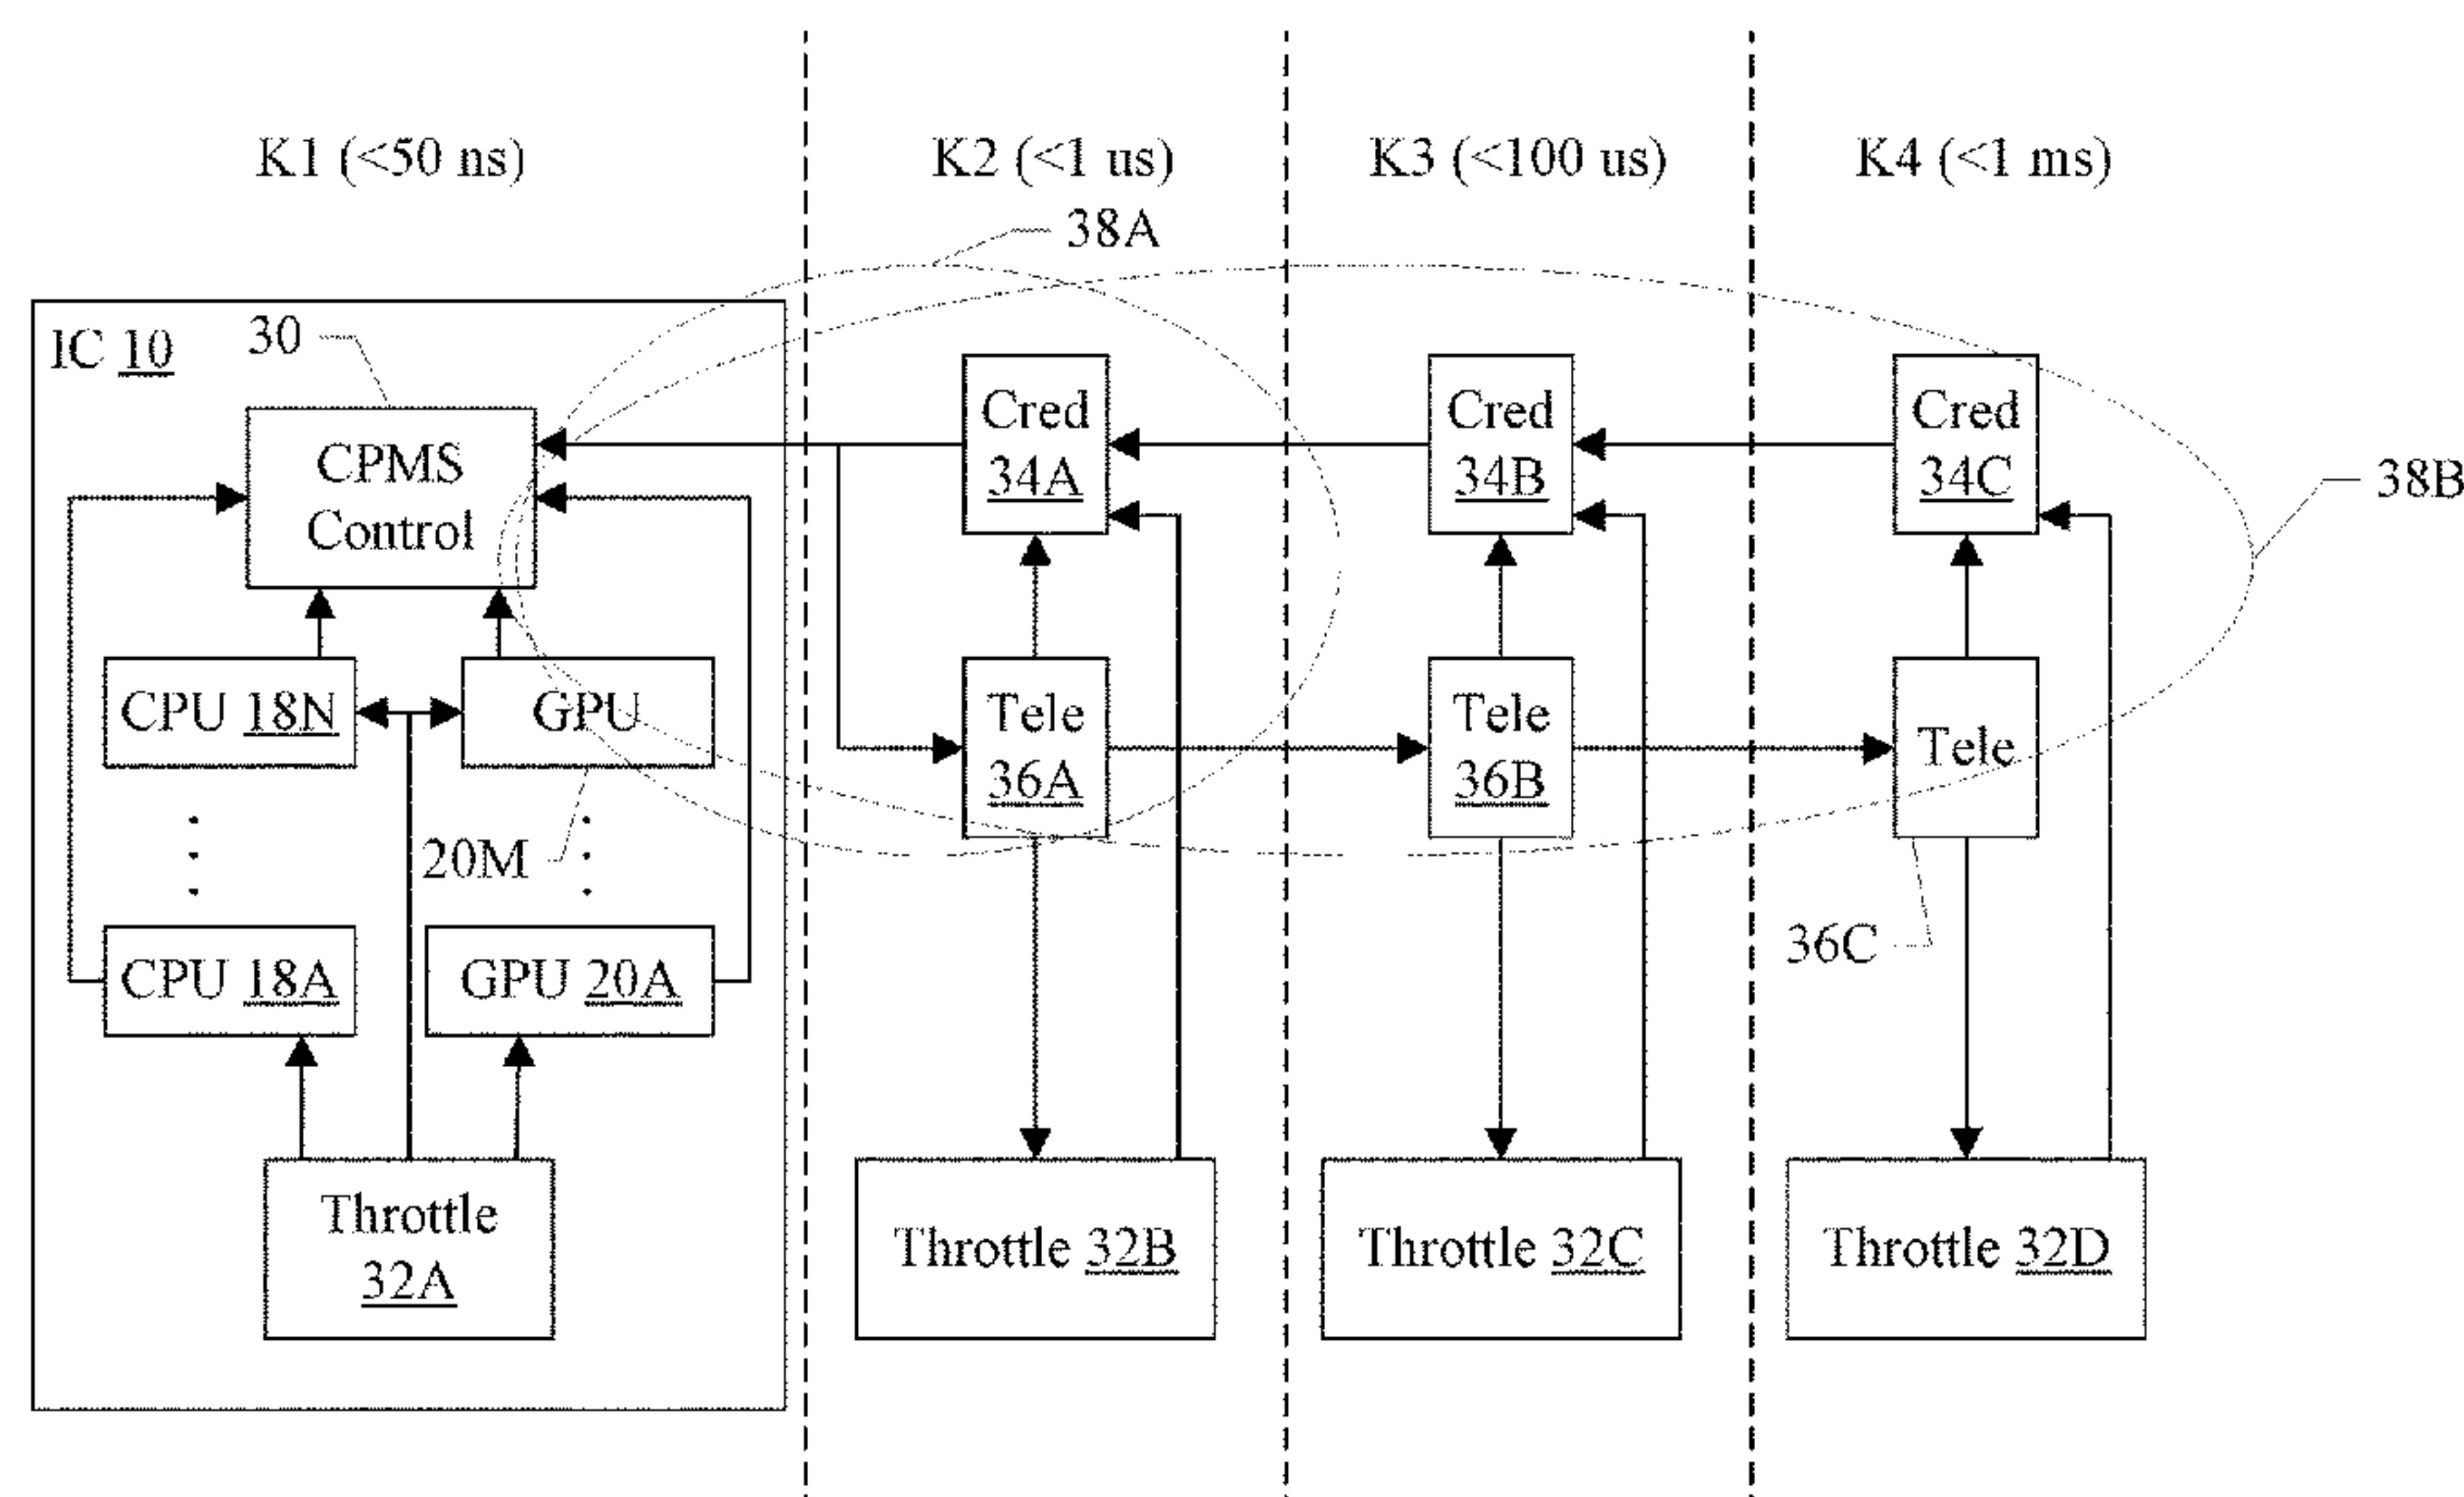 K1 (<50 ns)
K2 (<1 us)
K3 (<100 us)
K4 (<1 ms)
38A
IC 10
30
CPMS
Control
Cred
34A
Cred
34B
Cred
34C
38B
CPU 18N
GPU
Tele
36A
Tele
36B
Tele
20M
36C
CPU 18A
GPU 20A
Throttle
32A
Throttle 32B
Throttle 32C
Throttle 32D